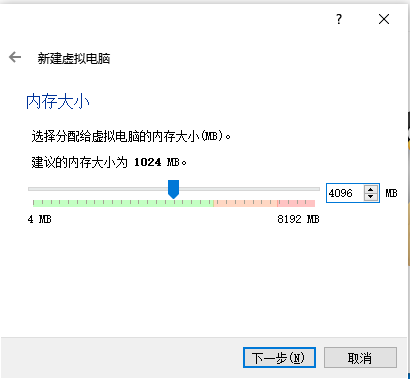 ?
新建虚拟电脑
内存大小
选择分配给虚拟电脑的内存大小(MB)。
建议的内存大小为 1024 MB。
4096 MB
4 MB 8192 MB
下一步(N) 取消